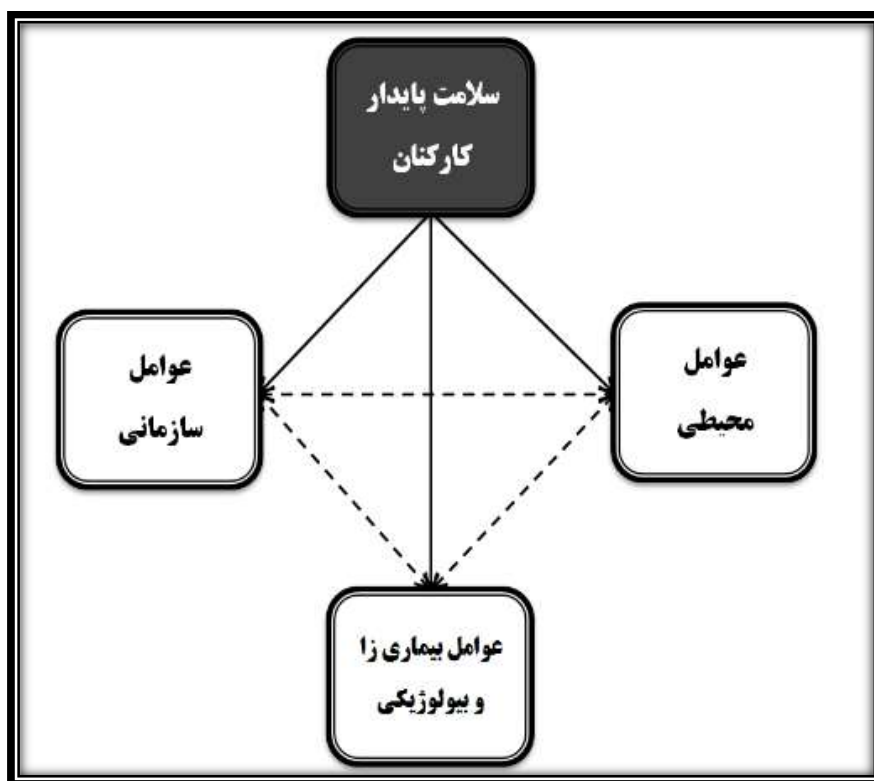 سلامت پایدار
کارکنان
عوامل
محیطی
عوامل
سازمانی
عوامل بیماری زا
و بیولوژیکی